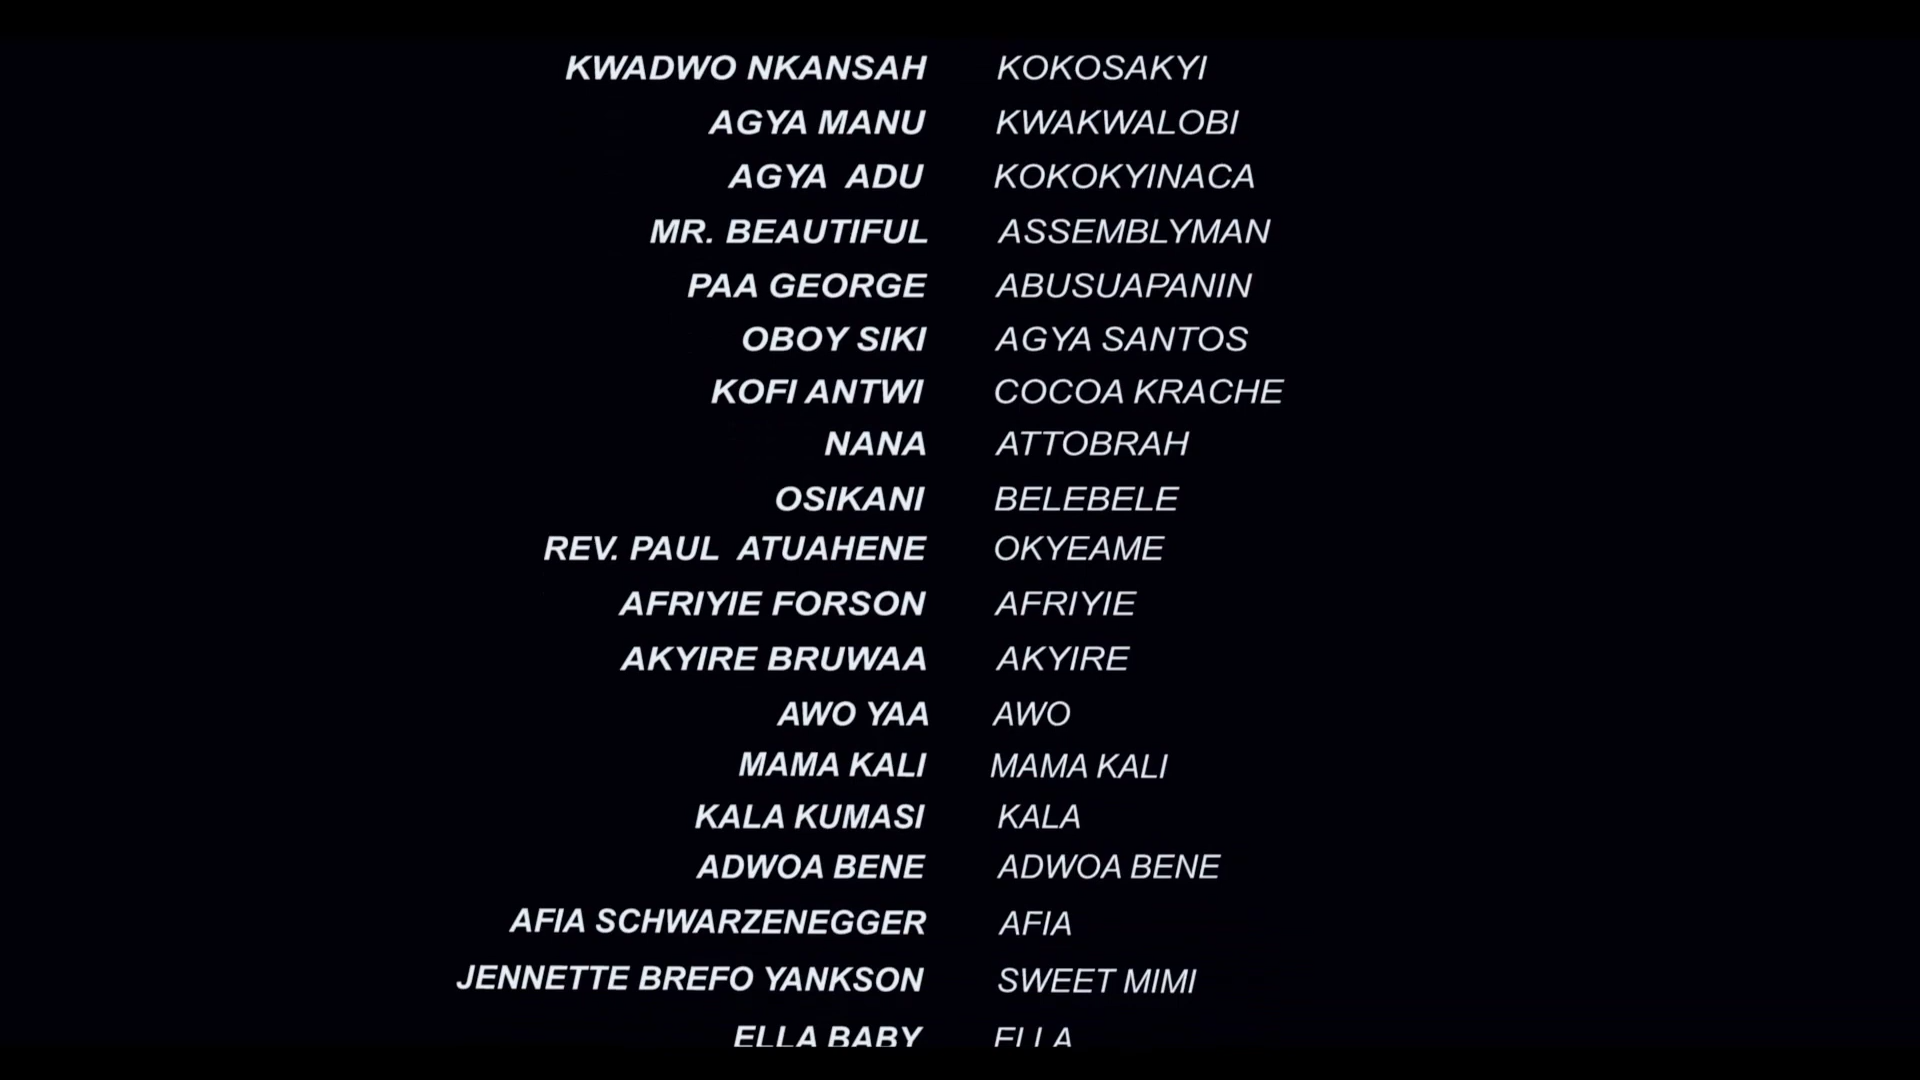 KWADWO NKANSAH KOKOSAKYI
AGYA MANU KWAKWALOBI
AGYA ADU KOKOKYINACA
MR. BEAUTIFUL ASSEMBLYMAN
PAA GEORGE ABUSUAPANIN
OBOY SIKI AGYA SANTOS
KOFI ANTWI COCOA KRACHE
NANA ATTOBRAH
OSIKANI BELEBELE
REV. PAUL ATUAHENE OKYEAME
AFRIYIE FORSON AFRIYIE
AKYIRE BRUWAA AKYIRE
AWO YAA AWO
MAMA KALI MAMA KALI
KALA KUMASI KALA
ADWOA BENE ADWOA BENE
AFIA SCHWARZENEGGER AFIA
JENNETTE BREFO YANKSON SWEET MIMI
ELLA BABY ELLA